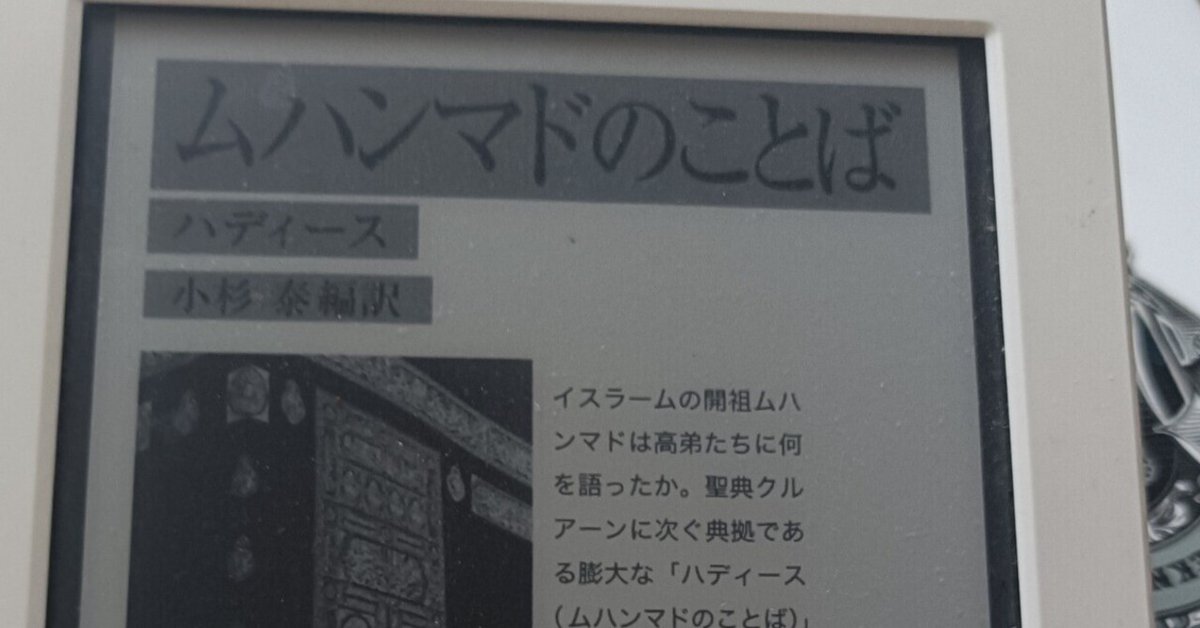 ムハンマドのことば
ハディース
小杉 泰編訳
イスラームの開祖ムハ
ンマドは高弟たちに何
を語ったか。聖典クル
アーンに次ぐ典拠であ
る膨大な「ハディース
（ムハンマドのことば）」